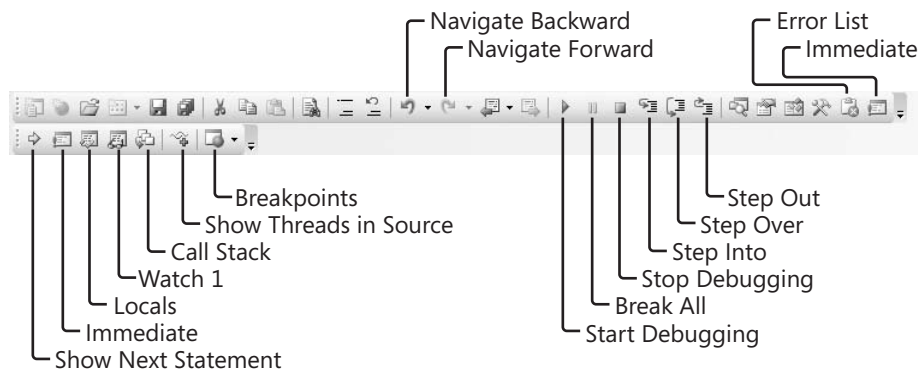 Navigate Backward
Navigate Forward
Error List
Immediate
Breakpoints
Show Threads in Source
Call Stack
Watch 1
Locals
Immediate
Show Next Statement
Step Out
Step Over
Step Into
Stop Debugging
Break All
Start Debugging